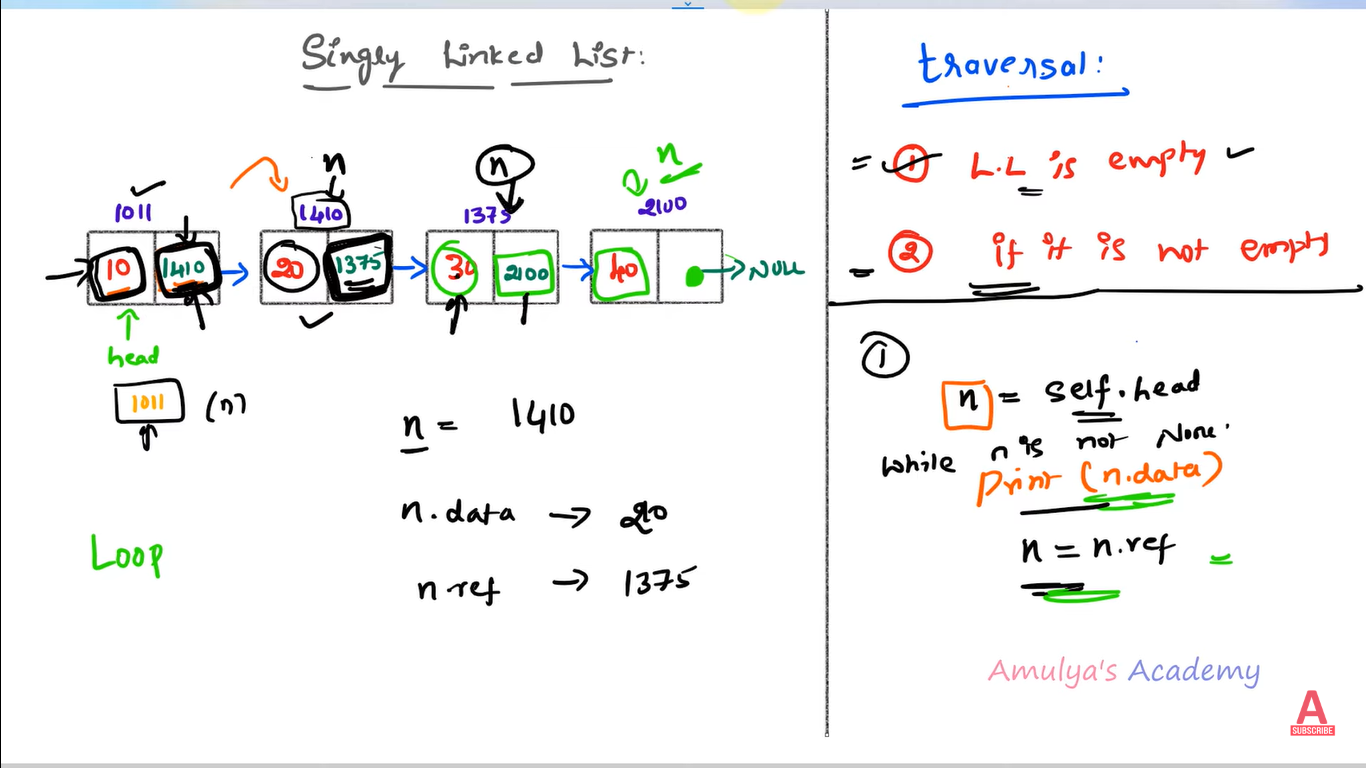 Singly Linked List:
n
n
n
1011
1410
1375
2100
10 1410
20 1375
30 2100
40
NULL
head
1011 (n)
n = 1410
n.data → 20
n.ref → 1375
Loop
traversal:
= ① L.L is empty
= ② if it is not empty
①
n = self.head
while n is not None.
Print (n.data)
n = n.ref =
Amulya's Academy
A
SUBSCRIBE